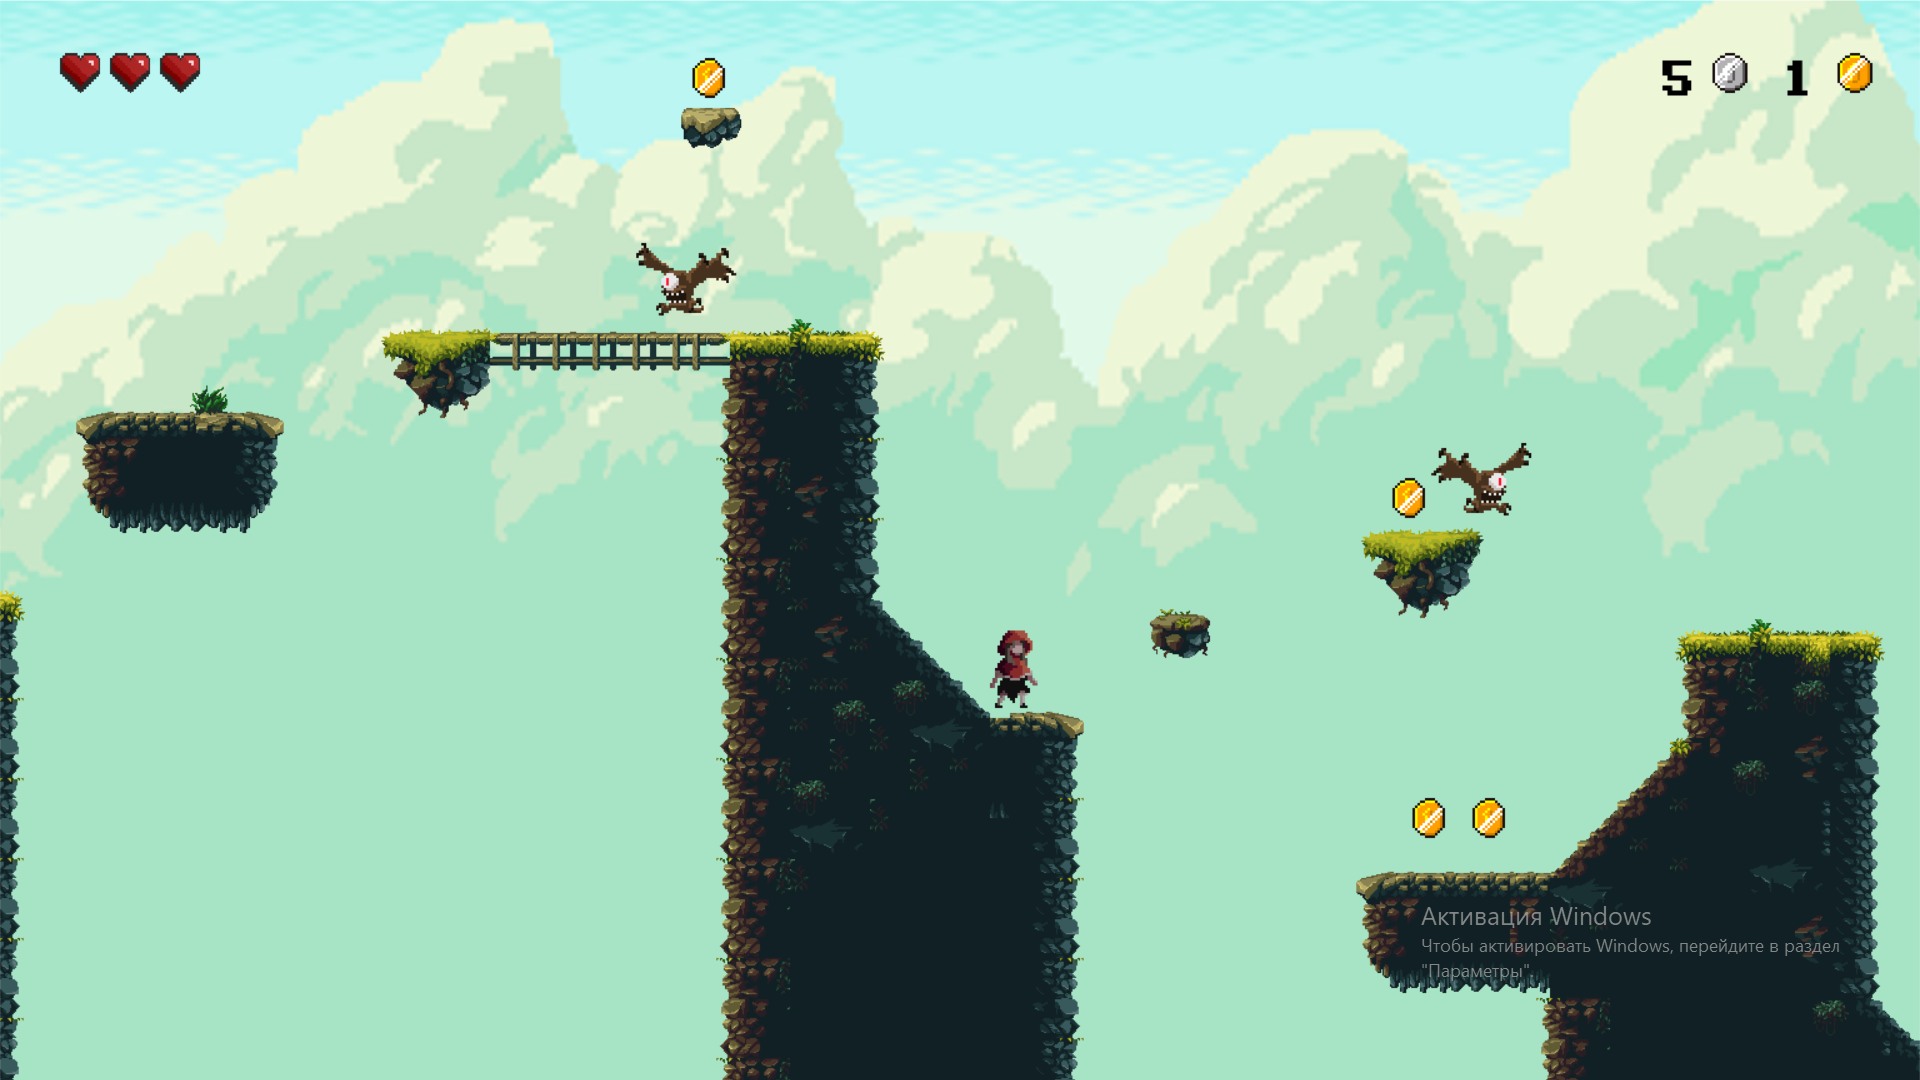 5 1
Активация Windows
Чтобы активировать Windows, перейдите в раздел
"Параметры".